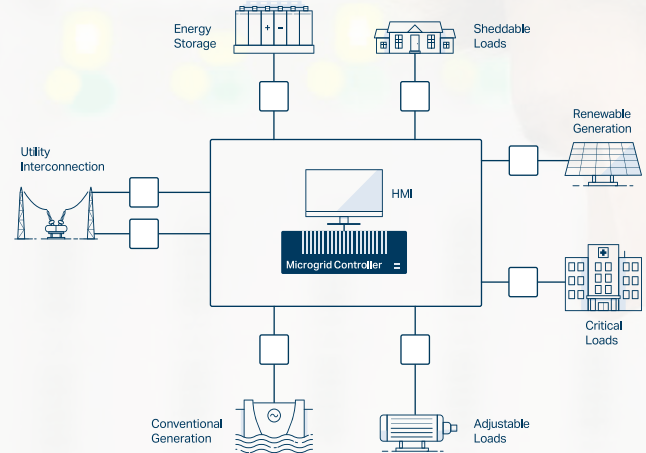 Energy
Storage
+ -
Sheddable
Loads
Renewable
Generation
Utility
Interconnection
HMI
Microgrid Controller
+
Critical
Loads
Conventional
Generation
Adjustable
Loads